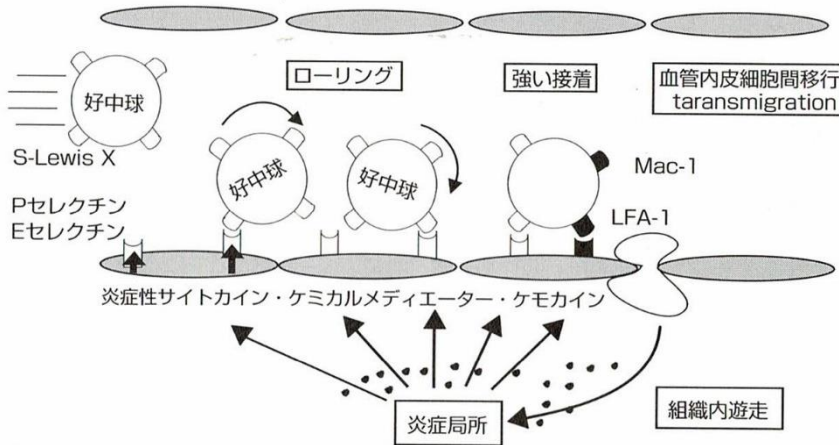 ローリング
強い接着
血管内皮細胞間移行
taransmigration
好中球
S-Lewis X
好中球
好中球
Mac-1
Pセレクチン
Eセレクチン
LFA-1
炎症性サイトカイン・ケミカルメディエーター・ケモカイン
炎症局所
組織内遊走